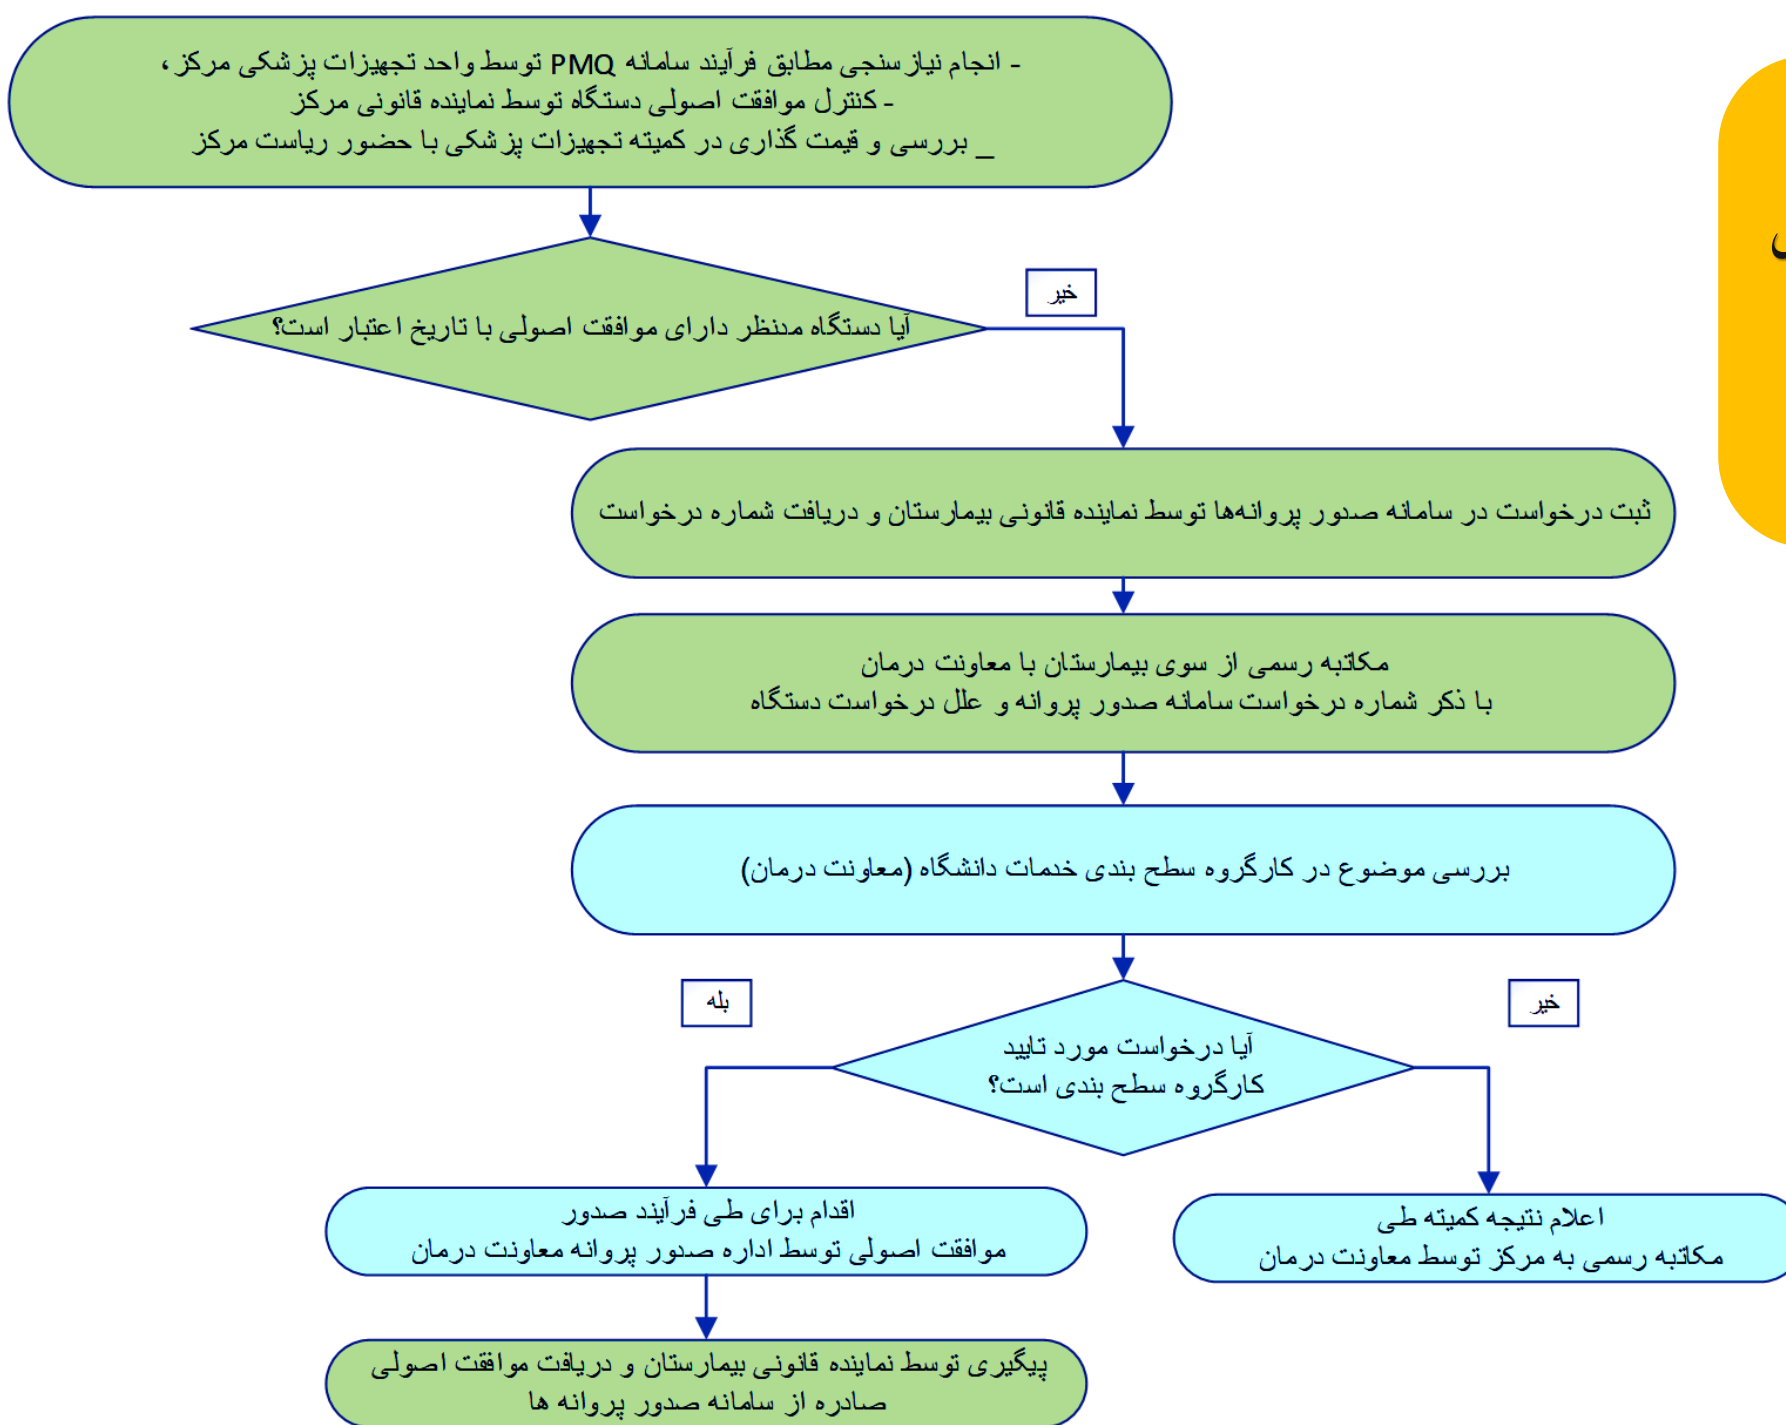 - انجام نیازسنجی مطابق فرآیند سامانه PMQ توسط واحد تجهیزات پزشکی مرکز ،
- کنترل موافقت اصولی دستگاه توسط نماینده قانونی مرکز
_ بررسی و قیمت گذاری در کمیته تجهیزات پزشکی با حضور ریاست مرکز
خیر
آیا دستگاه مدنظر دارای موافقت اصولی با تاریخ اعتبار است؟
ثبت درخواست در سامانه صدور پروانه‌ها توسط نماینده قانونی بیمارستان و دریافت شماره درخواست
مکاتبه رسمی از سوی بیمارستان با معاونت درمان
با ذکر شماره درخواست سامانه صدور پروانه و علل درخواست دستگاه
بررسی موضوع در کارگروه سطح بندی خدمات دانشگاه (معاونت درمان)
خیر
بله
آیا درخواست مورد تایید
کارگروه سطح بندی است؟
اعلام نتیجه کمیته طی
مکاتبه رسمی به مرکز توسط معاونت درمان
اقدام برای طی فرآیند صدور
موافقت اصولی توسط اداره صدور پروانه معاونت درمان
پیگیری توسط نماینده قانونی بیمارستان و دریافت موافقت اصولی
صادره از سامانه صدور پروانه ها